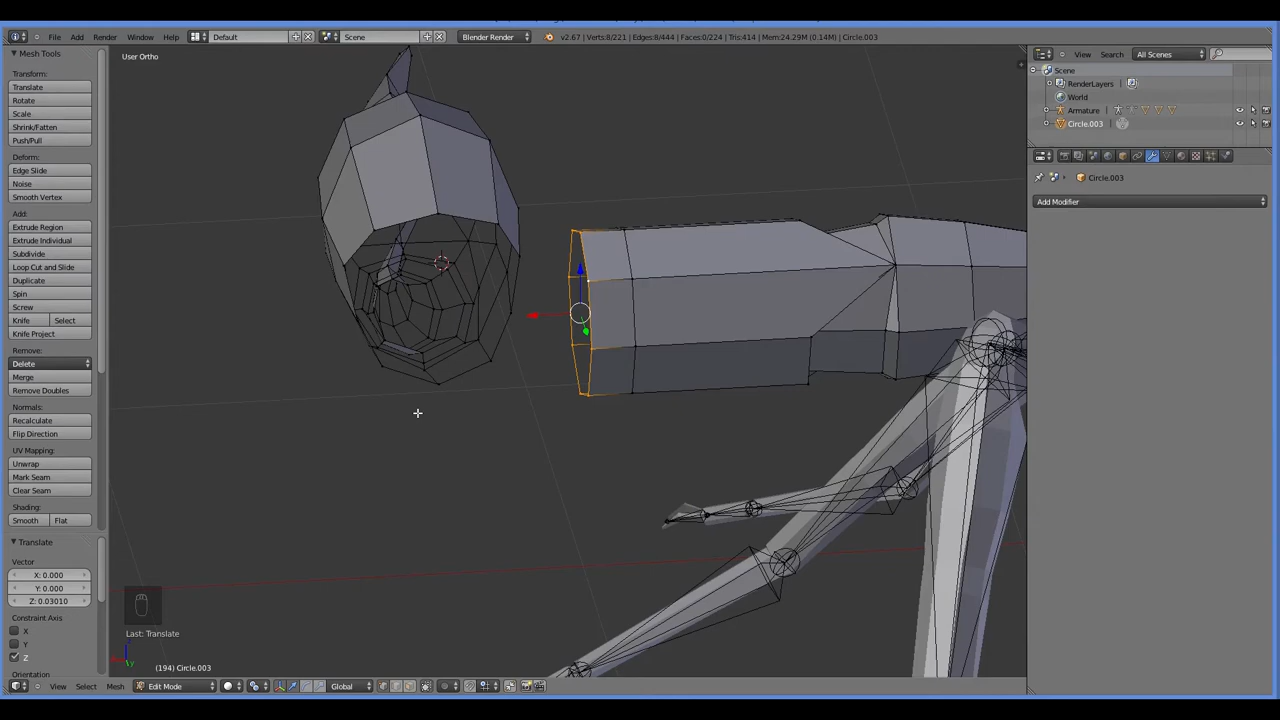 File Add Render Window Help Default Scene Blender Render v2.67 | Verts:8/221 | Edges:8/444 | Faces:0/224 | Tris:414 | Mem:24.29M (0.14M) | Circle.003
Mesh Tools
Transform:
Translate
Rotate
Scale
Shrink/Fatten
Push/Pull
Deform:
Edge Slide
Noise
Smooth Vertex
Add:
Extrude Region
Extrude Individual
Subdivide
Loop Cut and Slide
Duplicate
Spin
Screw
Knife Select
Knife Project
Remove:
Delete
Merge
Remove Doubles
Normals:
Recalculate
Flip Direction
UV Mapping:
Unwrap
Mark Seam
Clear Seam
Shading:
Smooth Flat
Translate
Vector
X: 0.000
Y: 0.000
Z: 0.03010
Constraint Axis
X
Y
Z
Orientation
User Ortho
Last: Translate
(194) Circle.003
View Select Mesh Edit Mode Global
View Search All Scenes
Scene
RenderLayers
World
Armature
Circle.003
Circle.003
Add Modifier